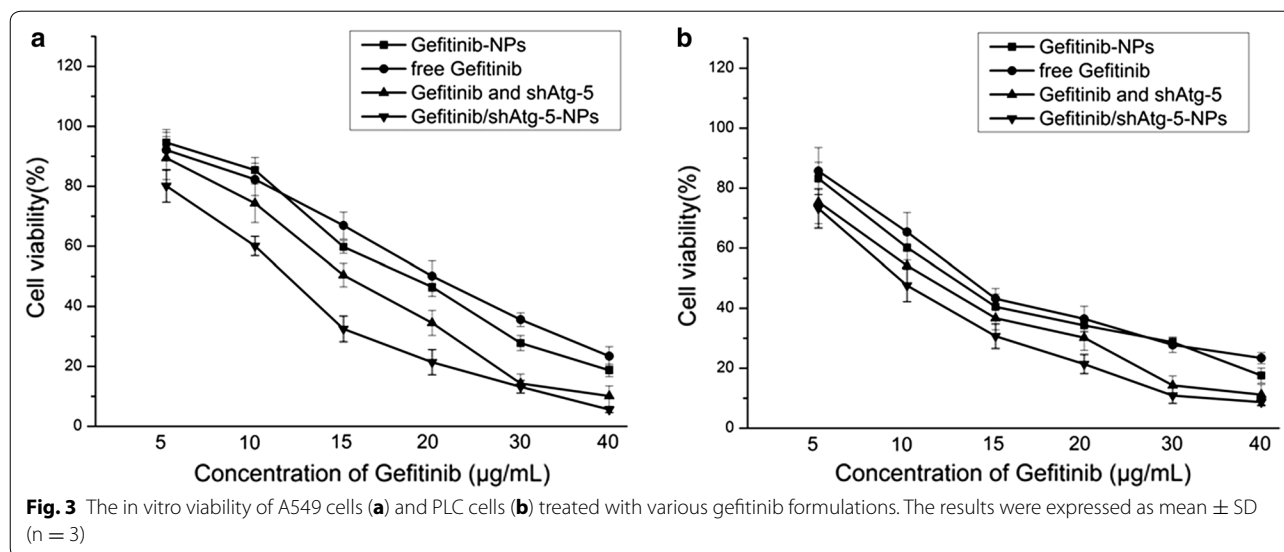 a
Gefitinib-NPs
free Gefitinib
Gefitinib and shAtg-5
Gefitinib/shAtg-5-NPs
Cell viability(%)
120
100
80
60
40
20
0
5 10 15 20 30 40
Concentration of Gefitinib (µg/mL)
b
Gefitinib-NPs
free Gefitinib
Gefitinib and shAtg-5
Gefitinib/shAtg-5-NPs
Cell viability(%)
120
100
80
60
40
20
0
5 10 15 20 30 40
Concentration of Gefitinib (µg/mL)
Fig. 3 The in vitro viability of A549 cells (a) and PLC cells (b) treated with various gefitinib formulations. The results were expressed as mean ± SD
(n = 3)